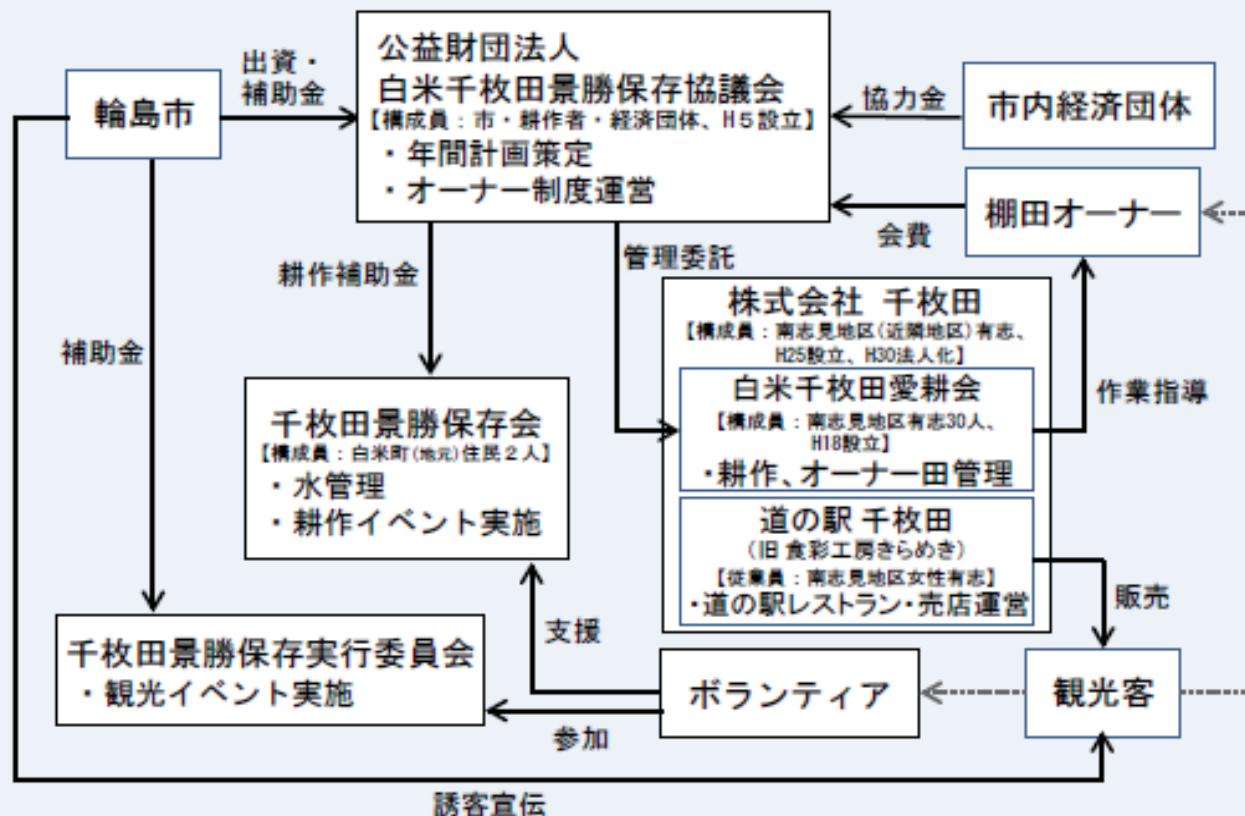 公益財団法人
白米千枚田景勝保存協議会
【構成員：市・耕作者・経済団体、H5設立】
・年間計画策定
・オーナー制度運営
輪島市
出資・
補助金
協力金
市内経済団体
棚田オーナー
会費
耕作補助金
管理委託
補助金
株式会社 千枚田
【構成員：南志見地区(近隣地区)有志、
H25設立、H30法人化】
白米千枚田愛耕会
【構成員：南志見地区有志30人、
H18設立】
・耕作、オーナー田管理
作業指導
千枚田景勝保存会
【構成員：白米町(地元)住民２人】
・水管理
・耕作イベント実施
道の駅 千枚田
(旧 食彩工房きらめき)
【従業員：南志見地区女性有志】
・道の駅レストラン・売店運営
販売
支援
千枚田景勝保存実行委員会
・観光イベント実施
ボランティア
観光客
参加
誘客宣伝